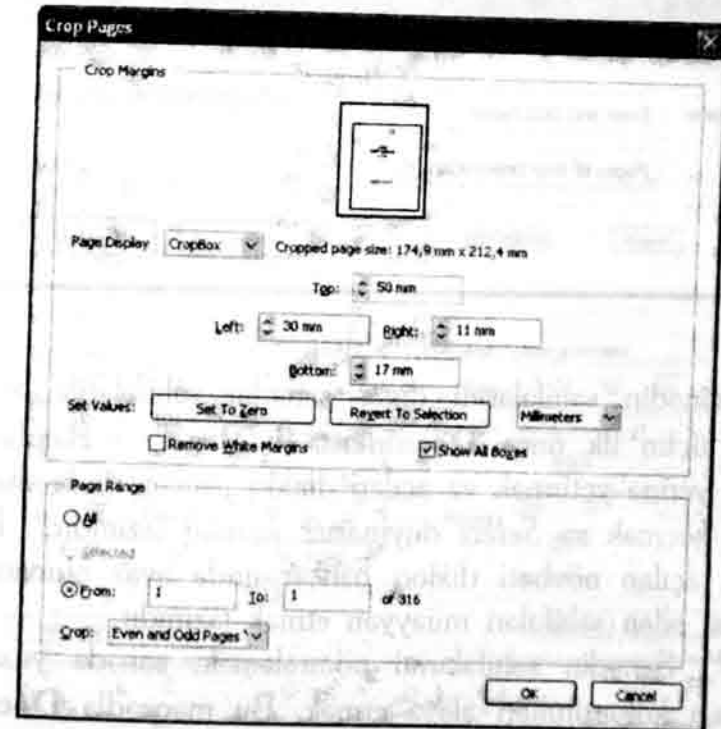 Crop Pages
Crop Margins
Page Display CropBox Cropped page size: 174,9 mm x 212,4 mm
Top: 50 mm
Left: 30 mm Right: 11 mm
Bottom: 17 mm
Set Values: Set To Zero Revert To Selection Millimeters
Remove White Margins Show All Boxes
Page Range
All
Selected
From: 1 To: 1 of 316
Crop: Even and Odd Pages
OK Cancel